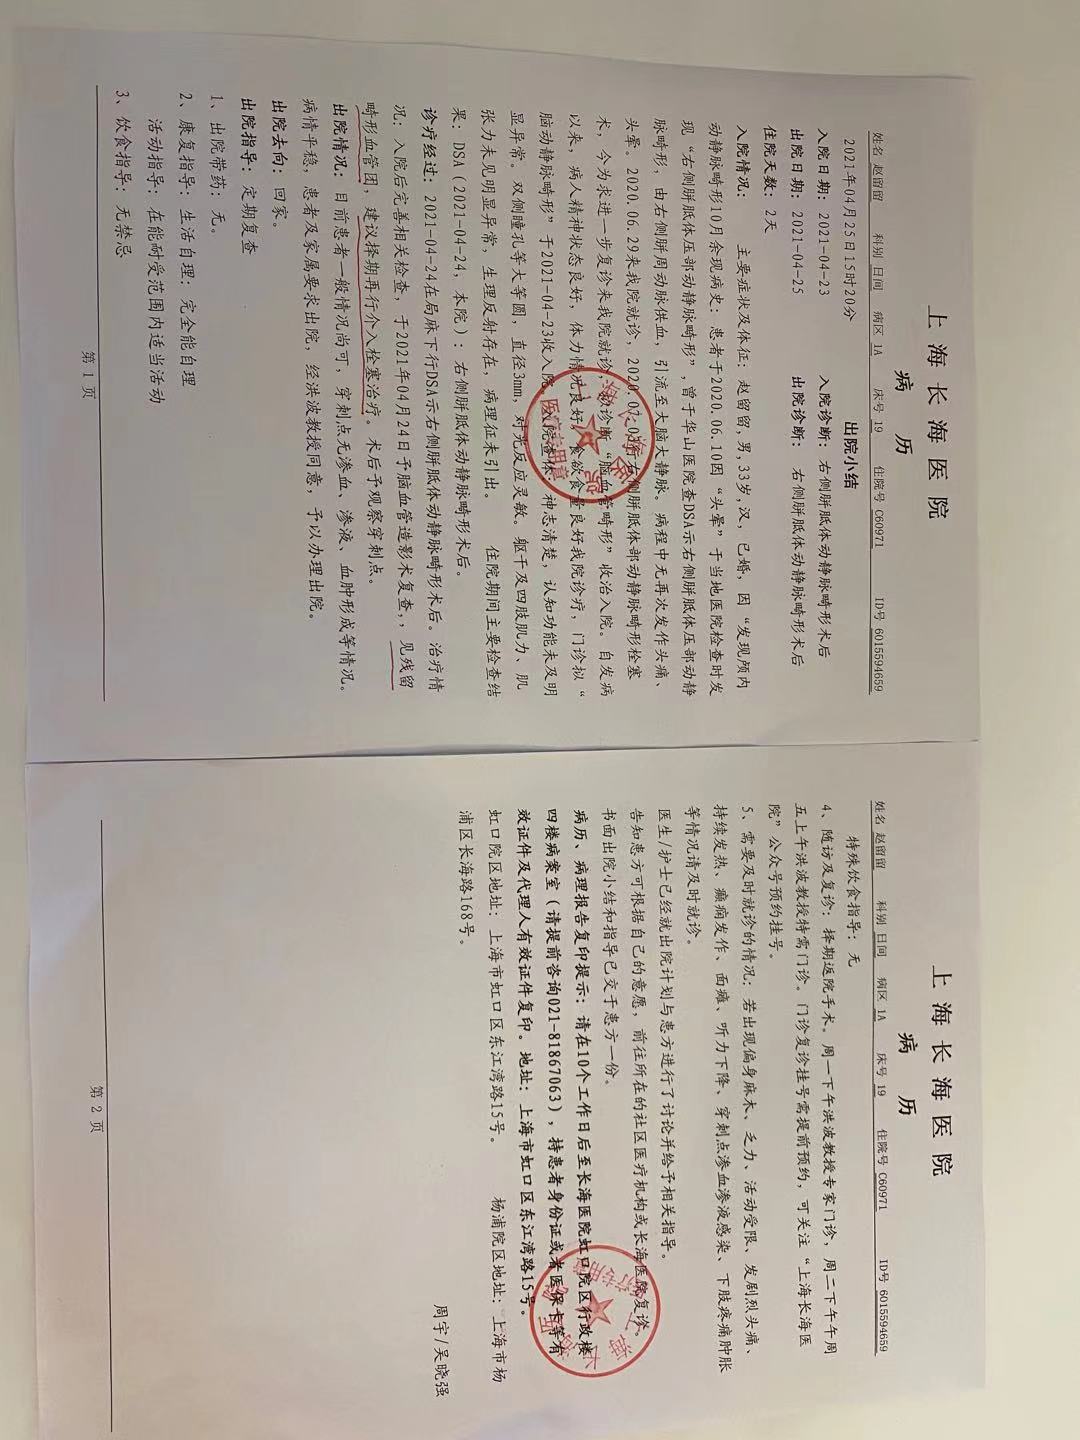 上海长海医院
病 历
姓名 赵留留 科别 日间 病区 1A 床号 19 住院号 C60971 ID号 6015594659
2021年04月25日15时20分 出院小结
入院日期：2021-04-23 入院诊断：右侧胼胝体动静脉畸形术后
出院日期：2021-04-25 出院诊断：右侧胼胝体动静脉畸形术后
住院天数：2天
入院情况： 主要症状及体征：赵留留,男,33岁,汉,已婚,因“发现颅内
动静脉畸形10月余现病史：患者于2020.06.10因“头晕”于当地医院检查时发
现“右侧胼胝体压部动静脉畸形”,曾于华山医院查DSA示右侧胼胝体压部动静
脉畸形,由右侧胼周动脉供血,引流至大脑大静脉。病程中无再次发作头痛、
头晕。2020.06.29来我院就诊,2020.07.0 行右侧胼胝体部动静脉畸形栓塞
术,今为求进一步复诊来我院就诊, 诊断“脑血管畸形”收治入院。自发病
以来,病人精神状态良好,体力情况良好,食欲食量良好我院诊疗,门诊拟“
脑动静脉畸形”于2021-04-23收入院。入院查体：神志清楚,认知功能未及明
显异常。双侧瞳孔等大等圆,直径3mm,对光反应灵敏。躯干及四肢肌力、肌
张力未见明显异常,生理反射存在,病理征未引出。 住院期间主要检查结
果：DSA(2021-04-24,本院)：右侧胼胝体动静脉畸形术后。
诊疗经过：2021-04-24在局麻下行DSA示右侧胼胝体动静脉畸形术后。治疗情
况：入院后完善相关检查,于2021年04月24日予脑血管造影术复查,,见残留
畸形血管团,建议择期再行介入栓塞治疗。术后予观察穿刺点。
出院情况：目前患者一般情况尚可,穿刺点无渗血、渗液、血肿形成等情况。
病情平稳,患者及家属要求出院,经洪波教授同意,予以办理出院。
出院去向：回家。
出院指导：定期复查
1、出院带药：无。
2、康复指导：生活自理：完全能自理
活动指导：在能耐受范围内适当活动
3、饮食指导：无禁忌
第 1 页
上海长海医院
病 历
姓名 赵留留 科别 日间 病区 1A 床号 19 住院号 C60971 ID号 6015594659
特殊饮食指导：无
4、随访及复诊：择期返院手术。周一下午洪波教授专家门诊,周二下午午周
五上午洪波教授特需门诊。门诊复诊挂号需提前预约,可关注“上海长海医
院”公众号预约挂号。
5、需要及时就诊的情况：若出现偏身麻木、乏力、活动受限、发剧烈头痛、
持续发热、癫痫发作、面瘫、听力下降、穿刺点渗血渗液感染、下肢疼痛肿胀
等情况请及时就诊。
医生/护士已经就出院计划与患方进行了讨论并给予相关指导。
告知患方可根据自己的意愿,前往所在的社区医疗机构或长海医院复诊。
书面出院小结和指导已交于患方一份。
病历、病理报告复印提示：请在10个工作日后至长海医院虹口院区行政楼
四楼病案室(请提前咨询021-81867063),持患者身份证或者医保卡等有
效证件及代理人有效证件复印。地址：上海市虹口区东江湾路15号。
虹口院区地址：上海市虹口区东江湾路15号。 杨浦院区地址：上海市杨
浦区长海路168号。
周宇/吴晓强
第 2 页